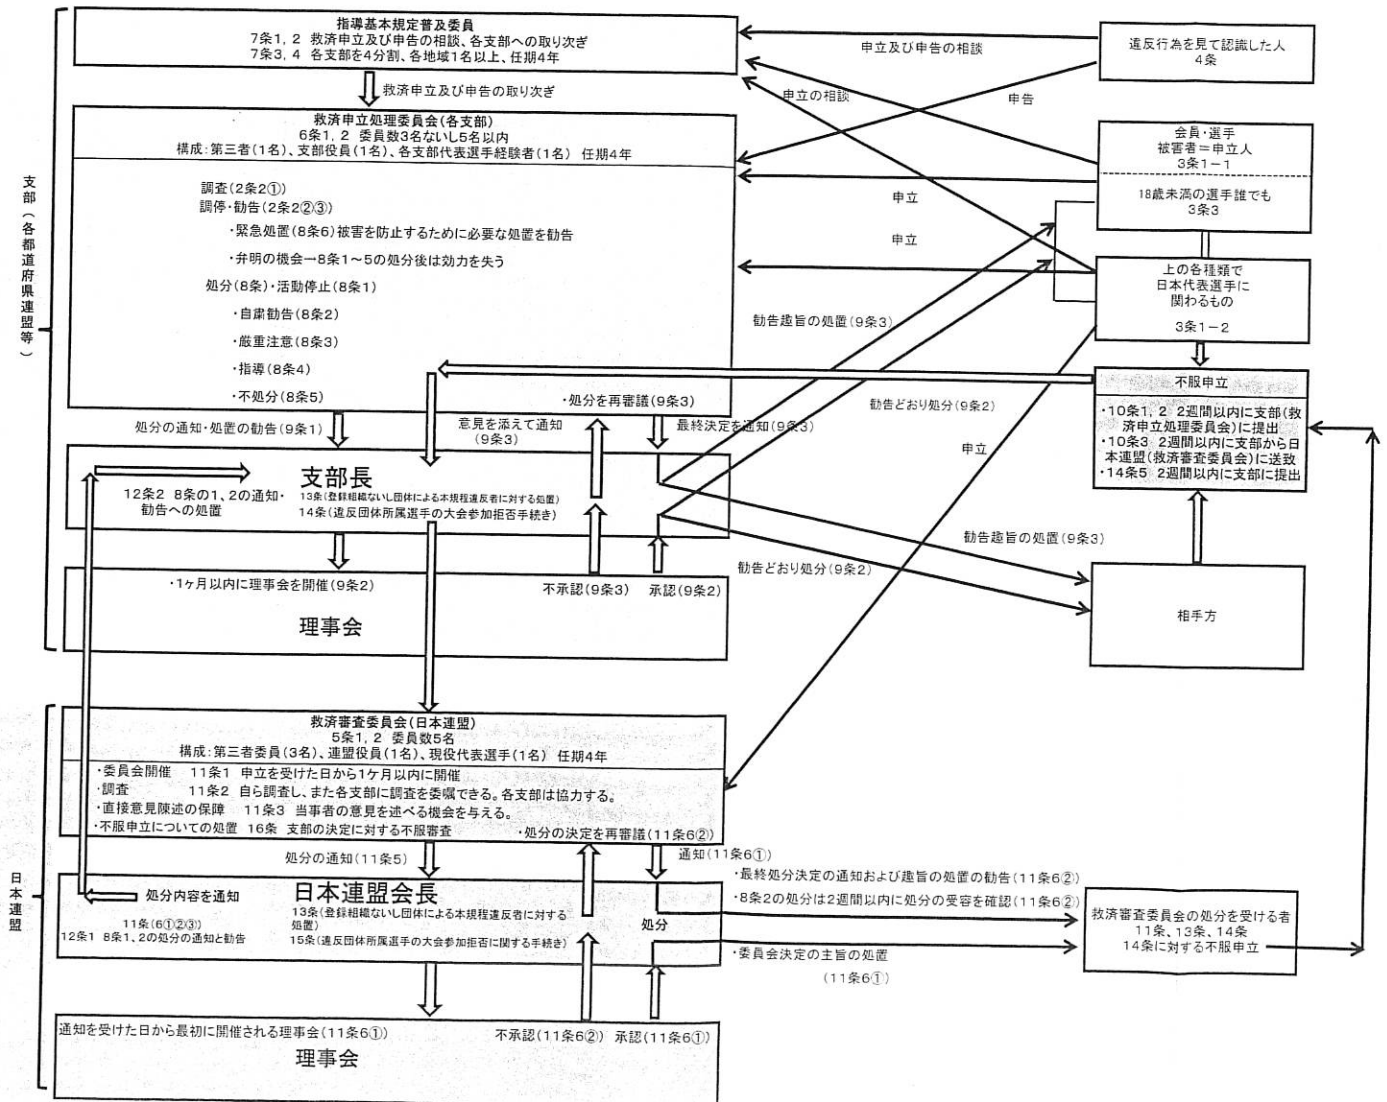 指導基本規定普及委員
7条1, 2 救済申立及び申告の相談、各支部への取り次ぎ
7条3, 4 各支部を4分割、各地域1名以上、任期4年
申立及び申告の相談
違反行為を見て認識した人
4条
救済申立及び申告の取り次ぎ
申立の相談
申告
救済申立処理委員会(各支部)
6条1, 2 委員数3名ないし5名以内
構成:第三者(1名)、支部役員(1名)、各支部代表選手経験者(1名) 任期4年
会員・選手
被害者=申立人
3条1-1
18歳未満の選手誰でも
3条3
支部(各都道府県連盟等)
調査(2条2①)
調停・勧告(2条2②③)
・緊急処置(8条6)被害を防止するために必要な処置を勧告
・弁明の機会―8条1~5の処分後は効力を失う
処分(8条)・活動停止(8条1)
・自粛勧告(8条2)
・厳重注意(8条3)
・指導(8条4)
・不処分(8条5)
・処分を再審議(9条3)
申立
申立
上の各種類で
日本代表選手に
関わるもの
3条1-2
勧告趣旨の処置(9条3)
勧告どおり処分(9条2)
申立
不服申立
・10条1, 2 2週間以内に支部(救
済申立処理委員会)に提出
・10条3 2週間以内に支部から日
本連盟(救済審査委員会)に送致
・14条5 2週間以内に支部に提出
処分の通知・処置の勧告(9条1)
意見を添えて通知
(9条3)
最終決定を通知(9条3)
支部長
13条(登録組織ないし団体による本規程違反者に対する処置)
14条(違反団体所属選手の大会参加拒否手続き)
12条2 8条の1、2の通知・
勧告への処置
勧告趣旨の処置(9条3)
勧告どおり処分(9条2)
相手方
・1ヶ月以内に理事会を開催(9条2)
不承認(9条3)
承認(9条2)
理事会
日本連盟
救済審査委員会(日本連盟)
5条1, 2 委員数5名
構成:第三者委員(3名)、連盟役員(1名)、現役代表選手(1名) 任期4年
・委員会開催 11条1 申立を受けた日から1ケ月以内に開催
・調査 11条2 自ら調査し、また各支部に調査を委嘱できる。各支部は協力する。
・直接意見陳述の保障 11条3 当事者の意見を述べる機会を与える。
・不服申立についての処置 16条 支部の決定に対する不服審査
・処分の決定を再審議(11条6②)
処分の通知(11条5)
通知(11条6①)
処分内容を通知
11条(6①②③)
12条1 8条1、2の処分の通知と勧告
日本連盟会長
13条(登録組織ないし団体による本規程違反者に対する
処置)
15条(違反団体所属選手の大会参加拒否に関する手続き)
処分
・最終処分決定の通知および趣旨の処置の勧告(11条6②)
・8条2の処分は2週間以内に処分の受容を確認(11条6②)
・委員会決定の主旨の処置
(11条6①)
救済審査委員会の処分を受ける者
11条、13条、14条
14条に対する不服申立
通知を受けた日から最初に開催される理事会(11条6①)
不承認(11条6②)
承認(11条6①)
理事会